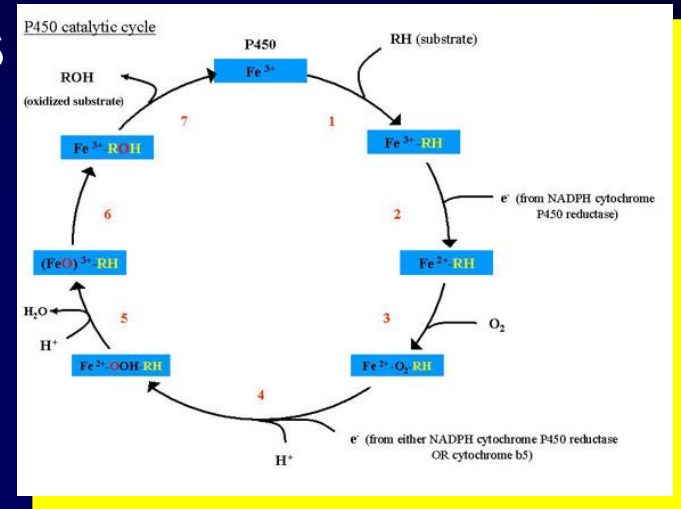 S
P450 catalytic cycle
P450
Fe ³⁺
RH (substrate)
1
Fe ³⁺-RH
2
e⁻ (from NADPH cytochrome
P450 reductase)
Fe ²⁺-RH
3
O₂
Fe ²⁺-O₂-RH
4
e⁻ (from either NADPH cytochrome P450 reductase
OR cytochrome b5)
H⁺
Fe ²⁺-OOH-RH
5
H⁺
H₂O
(FeO) ³⁺-RH
6
Fe ³⁺-ROH
7
ROH
(oxidized substrate)